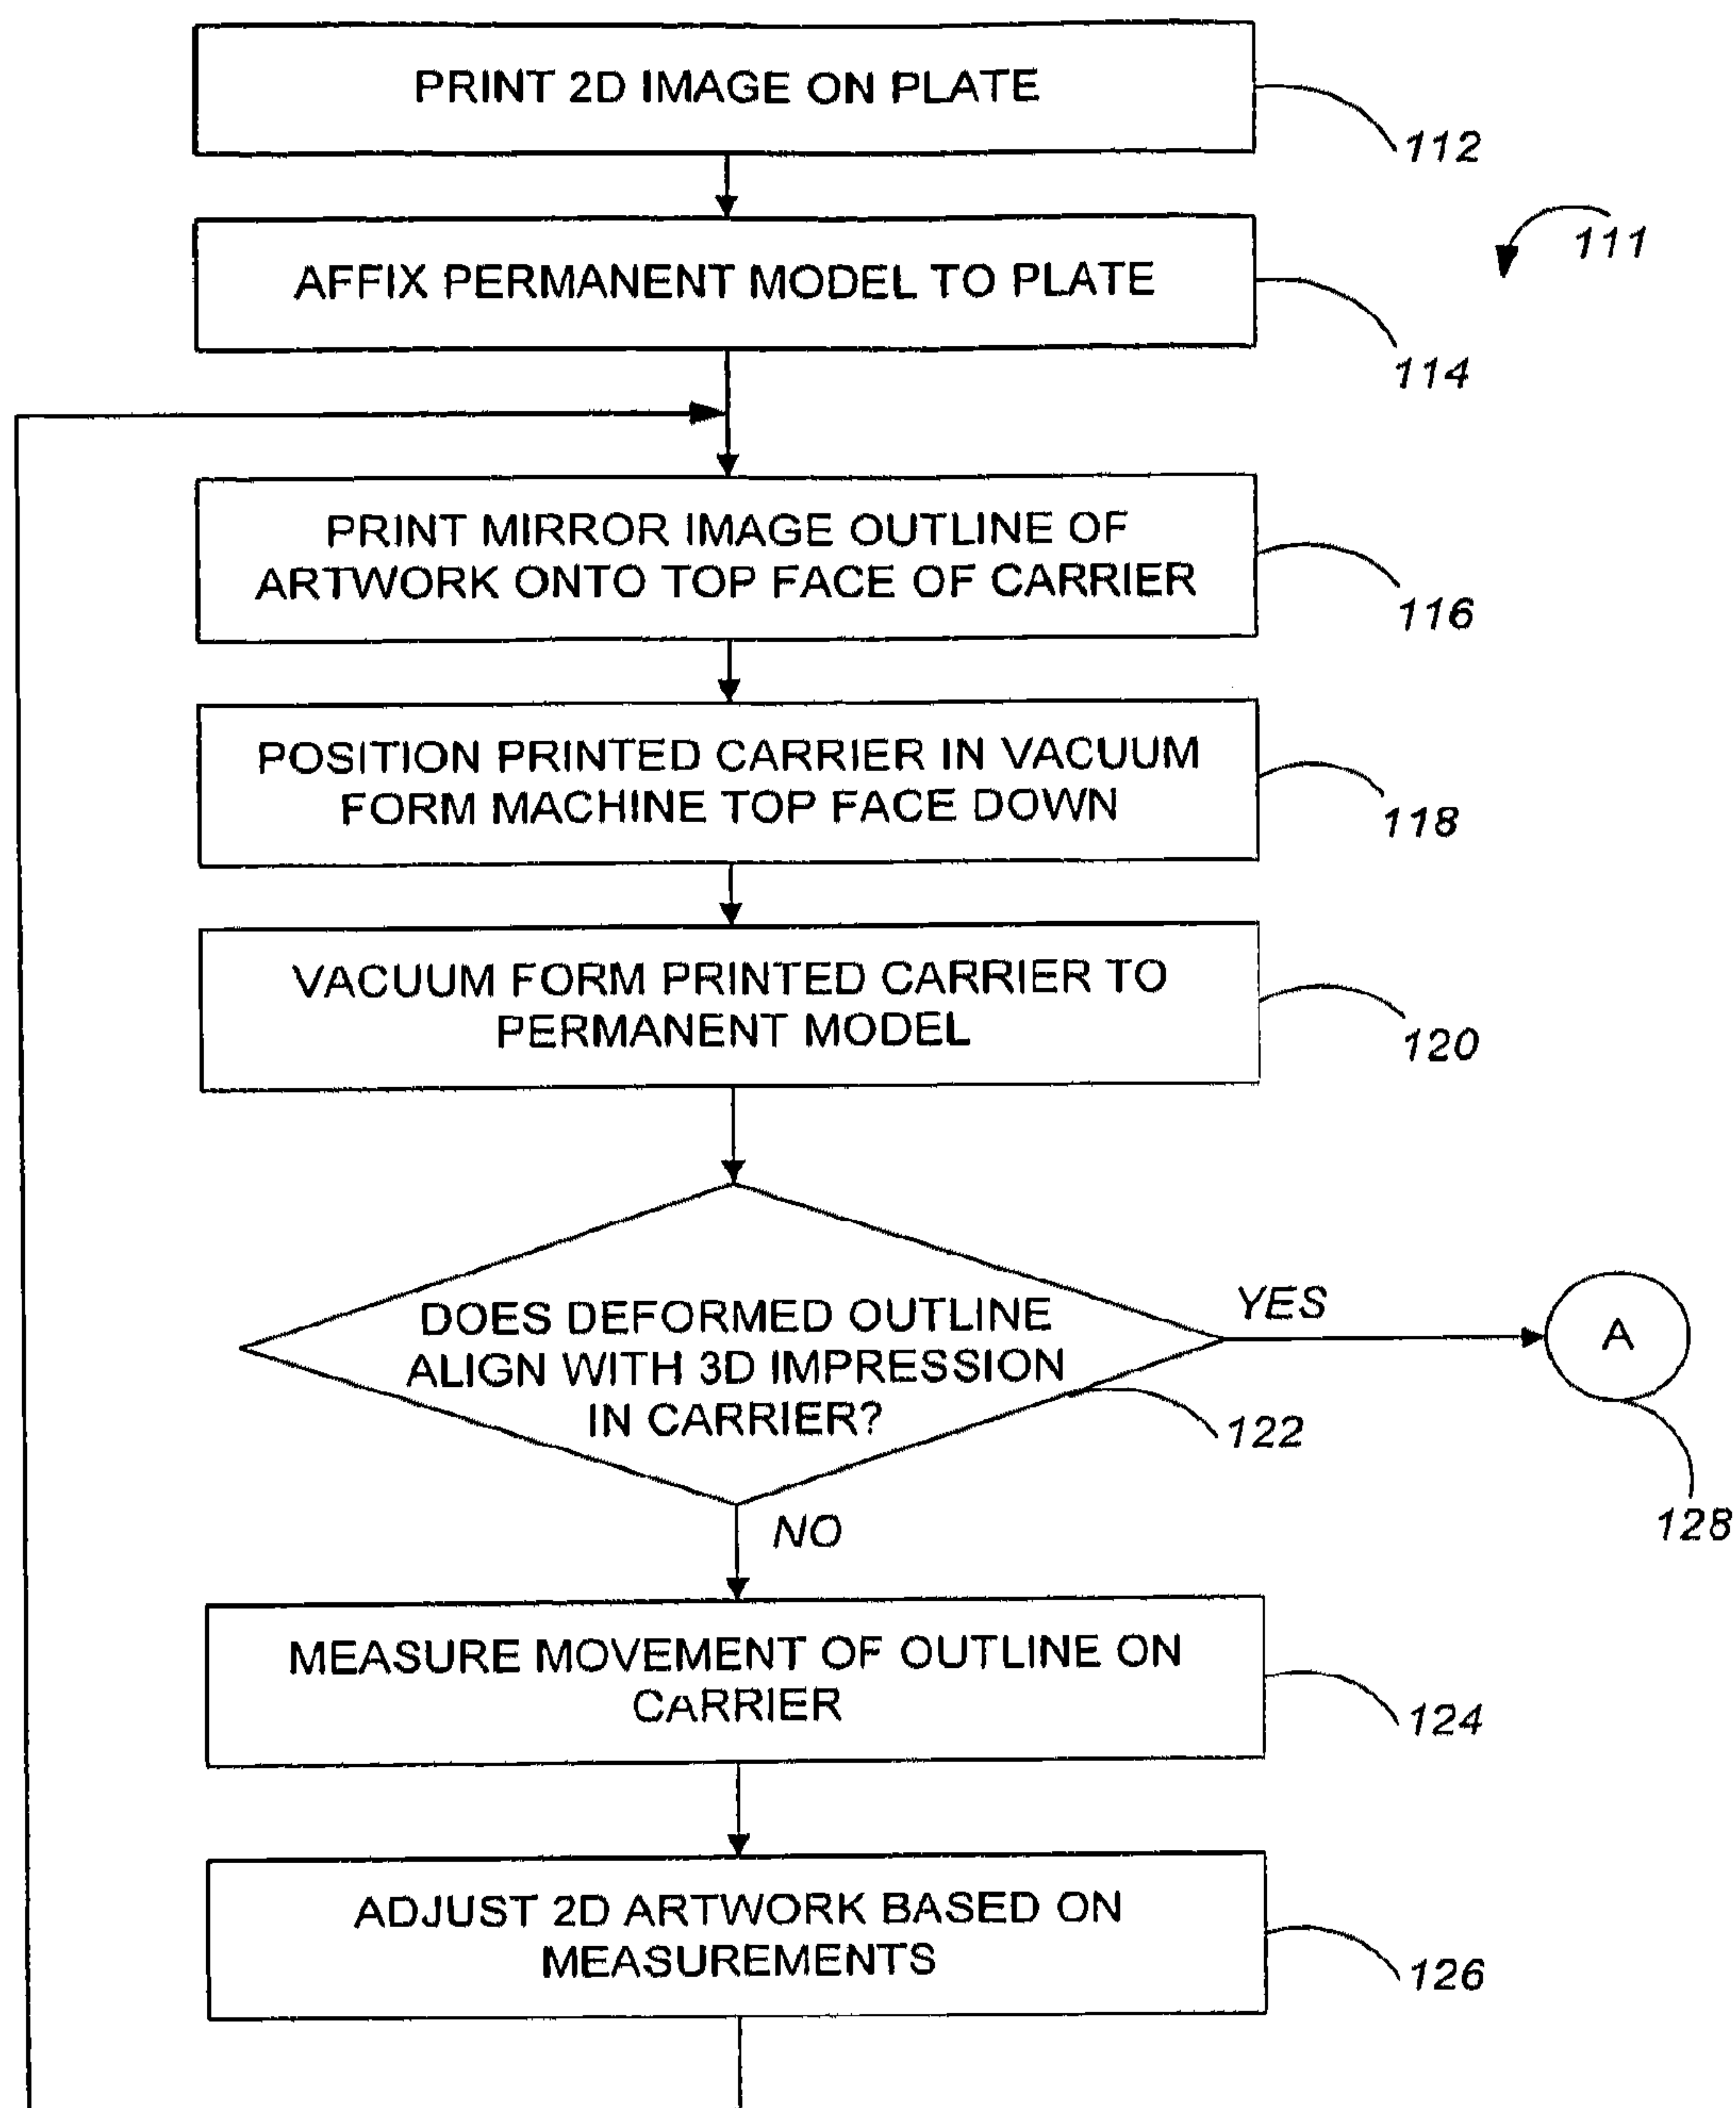 PRINT 2D IMAGE ON PLATE
112
111
AFFIX PERMANENT MODEL TO PLATE
114
PRINT MIRROR IMAGE OUTLINE OF
ARTWORK ONTO TOP FACE OF CARRIER
116
POSITION PRINTED CARRIER IN VACUUM
FORM MACHINE TOP FACE DOWN
118
VACUUM FORM PRINTED CARRIER TO
PERMANENT MODEL
120
DOES DEFORMED OUTLINE
ALIGN WITH 3D IMPRESSION
IN CARRIER?
122
YES
A
128
NO
MEASURE MOVEMENT OF OUTLINE ON
CARRIER
124
ADJUST 2D ARTWORK BASED ON
MEASUREMENTS
126